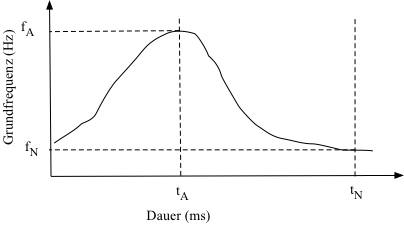 f_A
Grundfrequenz (Hz)
f_N
t_A
t_N
Dauer (ms)